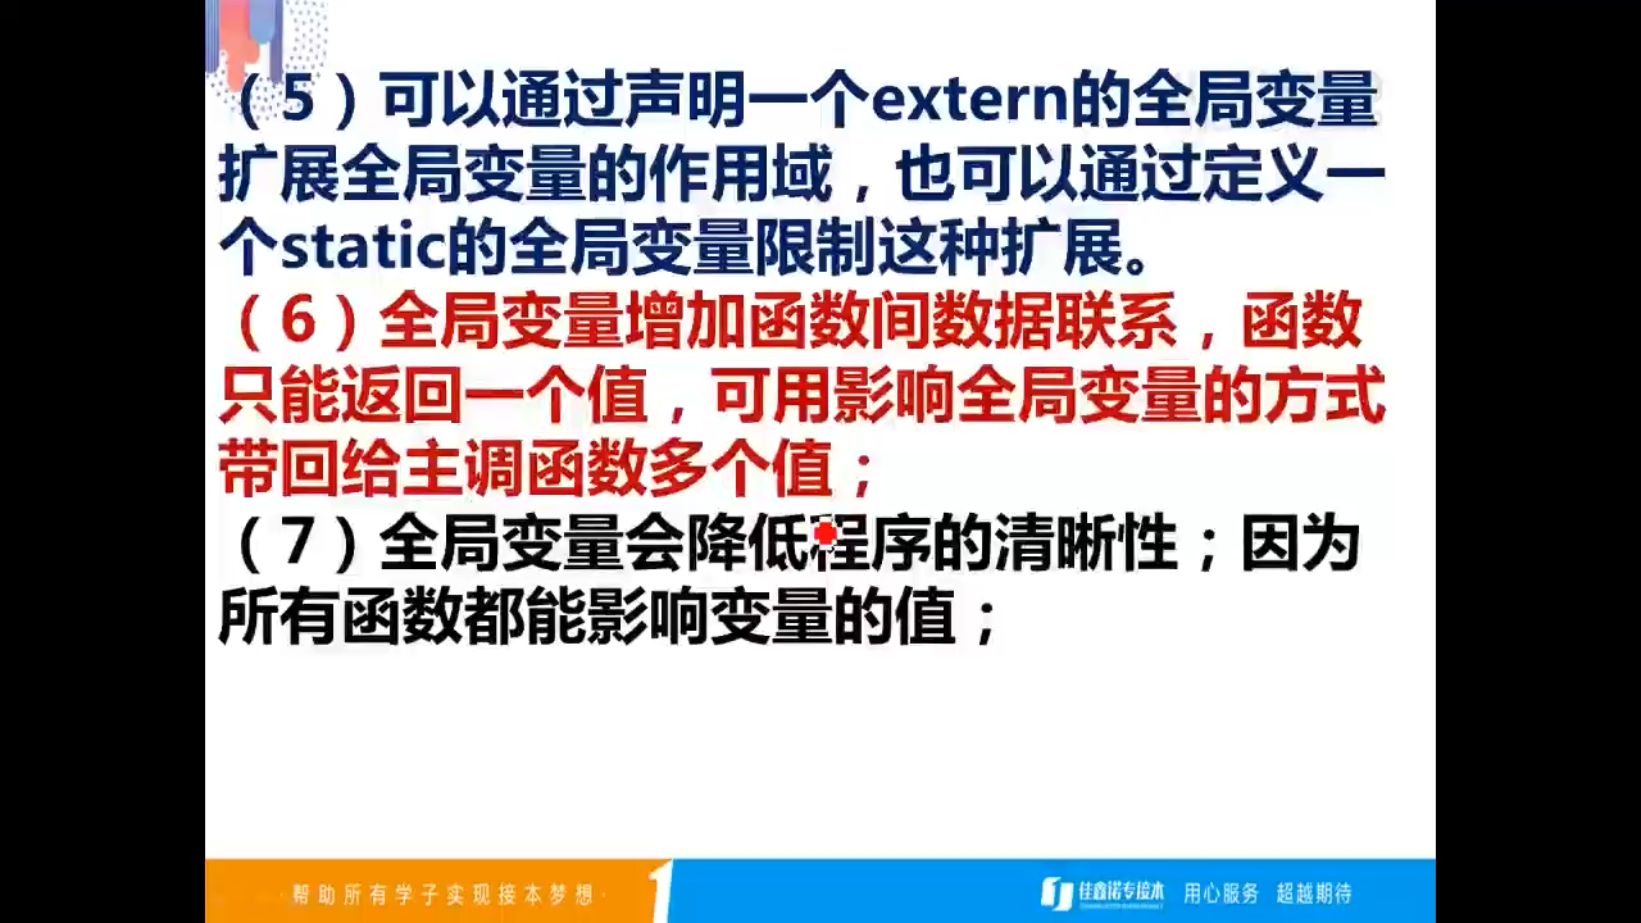 （5）可以通过声明一个extern的全局变量
扩展全局变量的作用域，也可以通过定义一
个static的全局变量限制这种扩展。
（6）全局变量增加函数间数据联系，函数
只能返回一个值，可用影响全局变量的方式
带回给主调函数多个值；
（7）全局变量会降低程序的清晰性；因为
所有函数都能影响变量的值；
·帮助所有学子实现接本梦想·
佳鑫诺专接本 用心服务 超越期待